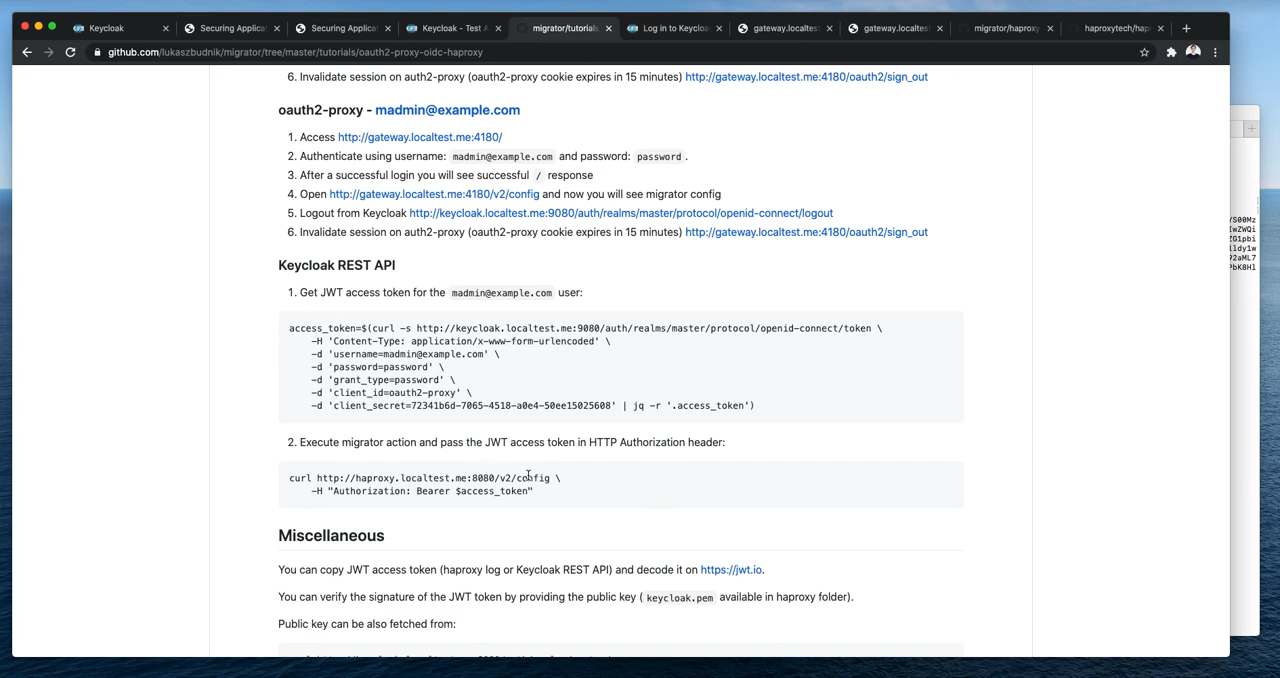 Keycloak
Securing Applica
Securing Applica
Keycloak - Test A
migrator/tutorials
Log in to Keycloa
gateway.localtest
gateway.localtest
migrator/haproxy
haproxytech/hap
github.com/lukaszbudnik/migrator/tree/master/tutorials/oauth2-proxy-oidc-haproxy
6. Invalidate session on auth2-proxy (oauth2-proxy cookie expires in 15 minutes) http://gateway.localtest.me:4180/oauth2/sign_out
oauth2-proxy - madmin@example.com
1. Access http://gateway.localtest.me:4180/
2. Authenticate using username: madmin@example.com and password: password .
3. After a successful login you will see successful / response
4. Open http://gateway.localtest.me:4180/v2/config and now you will see migrator config
5. Logout from Keycloak http://keycloak.localtest.me:9080/auth/realms/master/protocol/openid-connect/logout
6. Invalidate session on auth2-proxy (oauth2-proxy cookie expires in 15 minutes) http://gateway.localtest.me:4180/oauth2/sign_out
Keycloak REST API
1. Get JWT access token for the madmin@example.com user:
access_token=$(curl -s http://keycloak.localtest.me:9080/auth/realms/master/protocol/openid-connect/token \
-H 'Content-Type: application/x-www-form-urlencoded' \
-d 'username=madmin@example.com' \
-d 'password=password' \
-d 'grant_type=password' \
-d 'client_id=oauth2-proxy' \
-d 'client_secret=72341b6d-7065-4518-a0e4-50ee15025608' | jq -r '.access_token')
2. Execute migrator action and pass the JWT access token in HTTP Authorization header:
curl http://haproxy.localtest.me:8080/v2/config \
-H "Authorization: Bearer $access_token"
Miscellaneous
You can copy JWT access token (haproxy log or Keycloak REST API) and decode it on https://jwt.io.
You can verify the signature of the JWT token by providing the public key ( keycloak.pem available in haproxy folder).
Public key can be also fetched from: